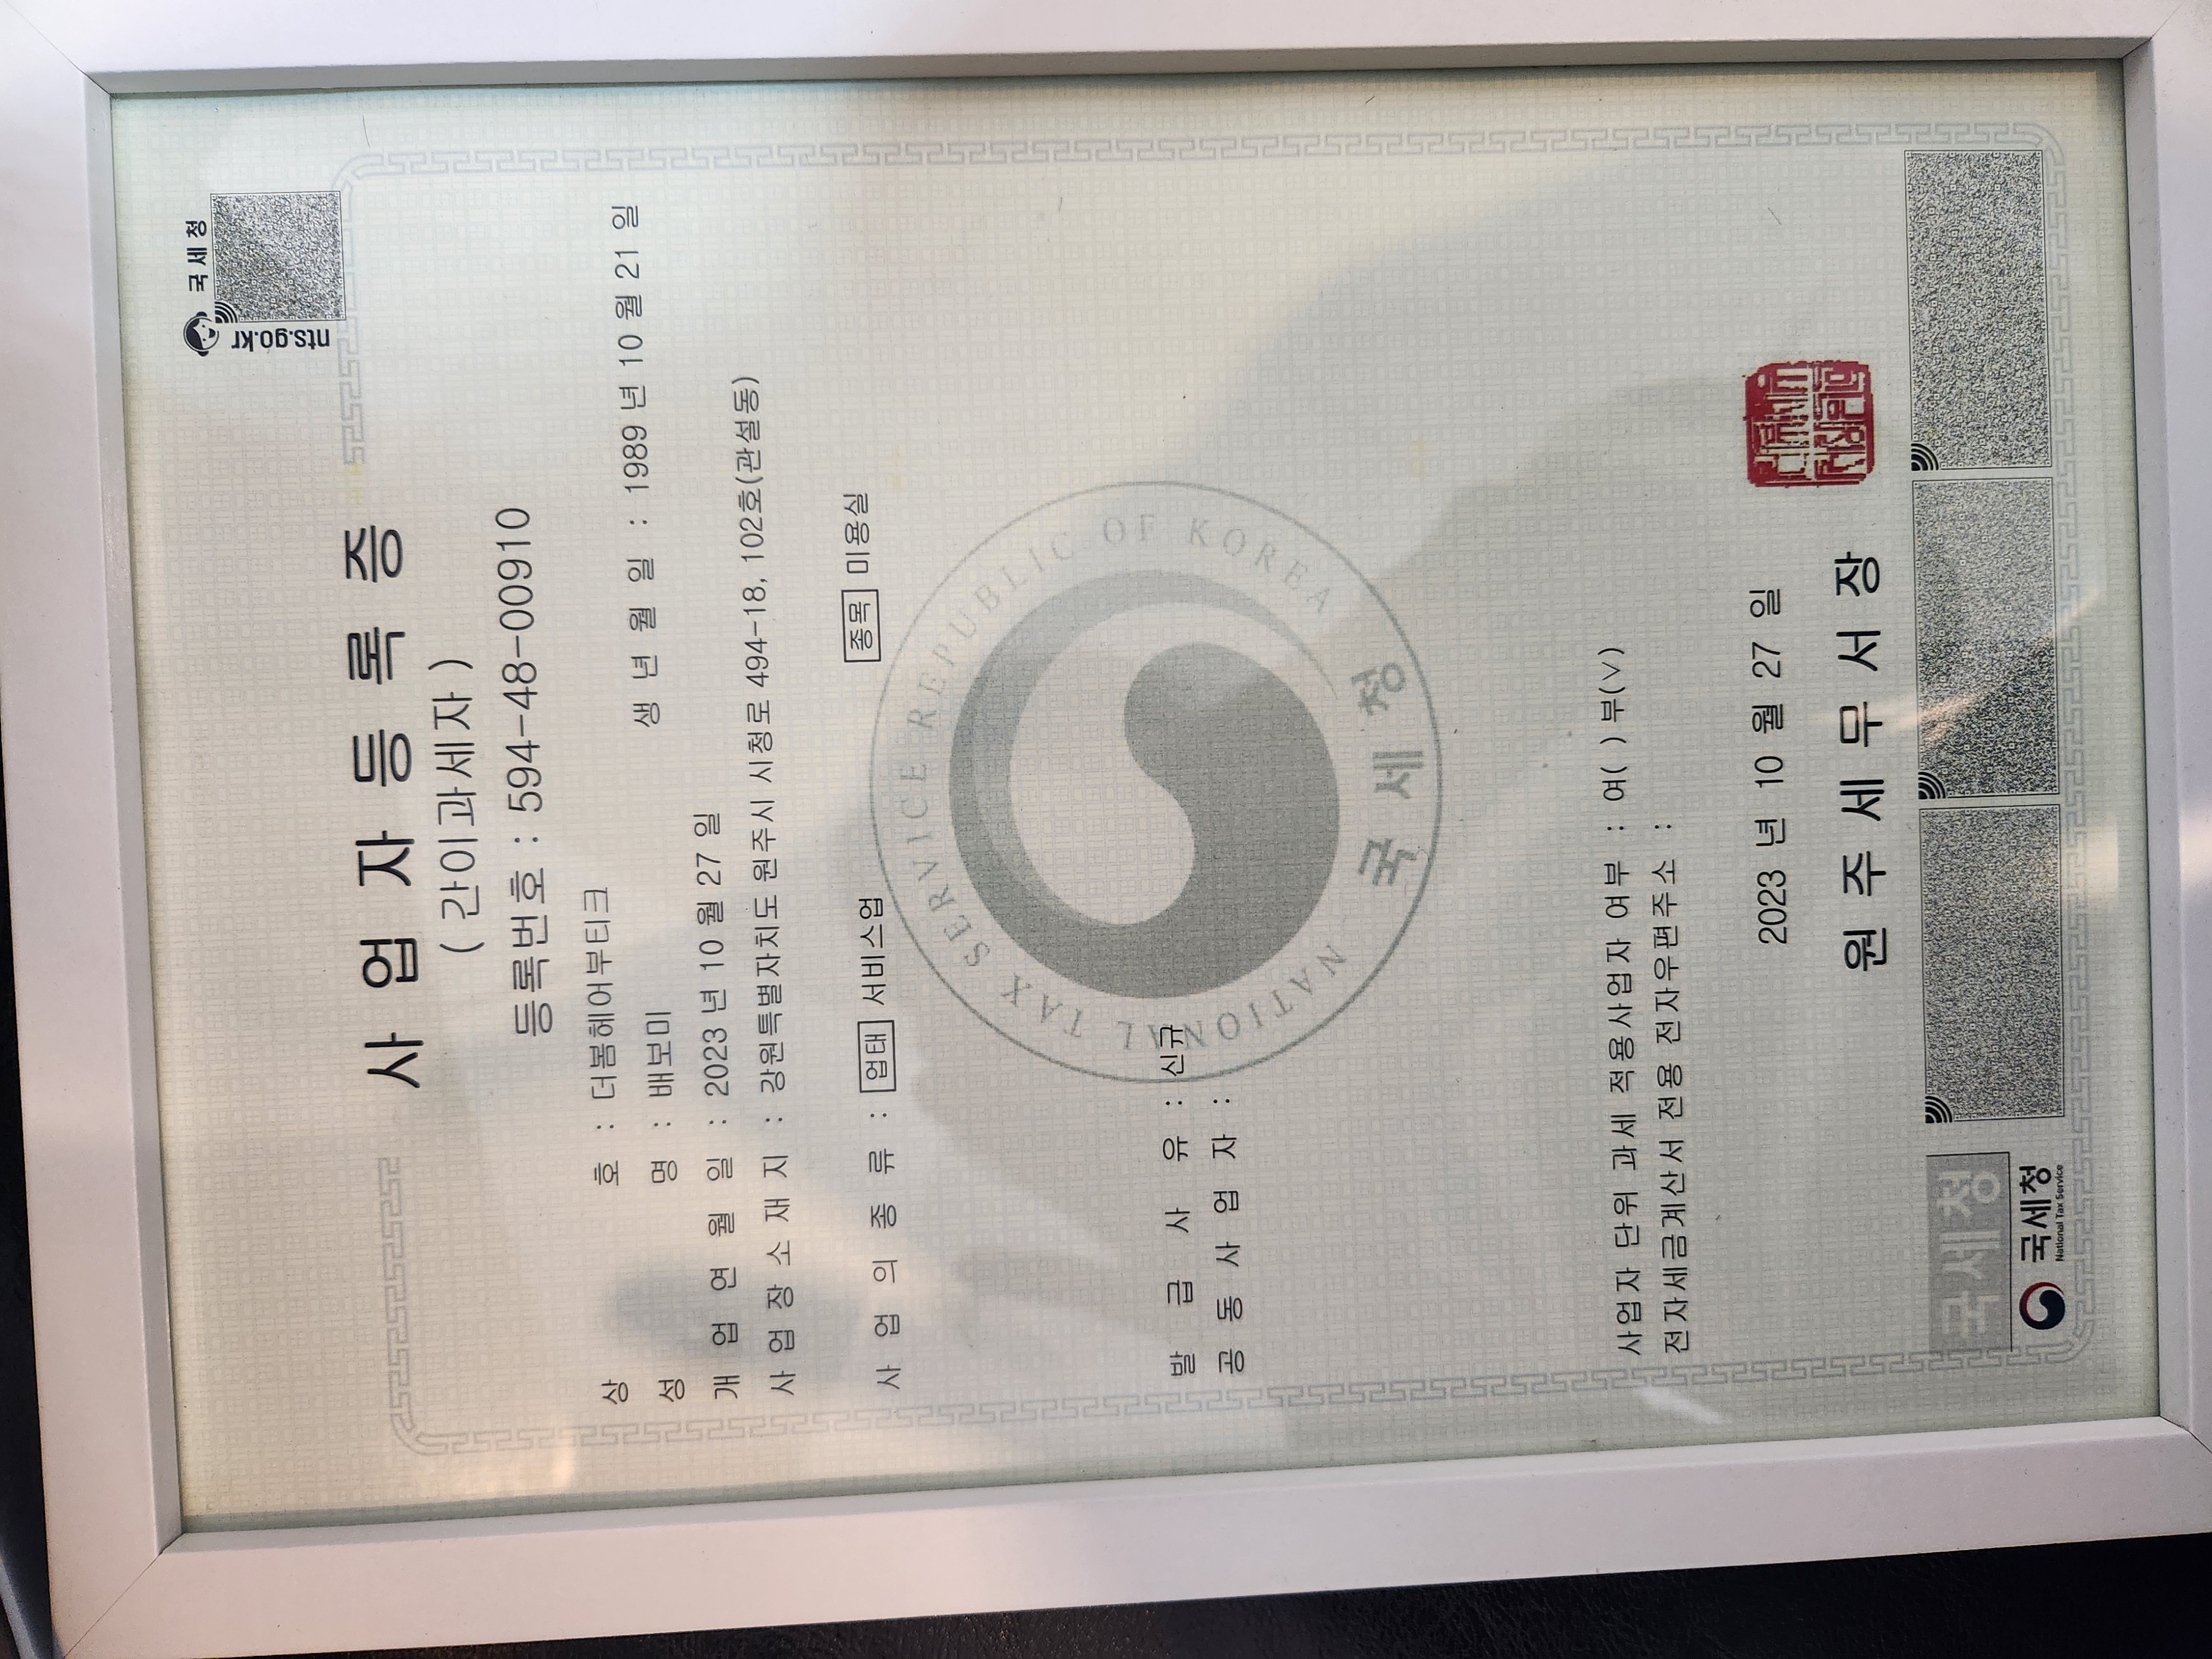 국세청
nts.go.kr
사업자등록증
( 간이과세자 )
등록번호 : 594-48-00910
상 호 : 더봄헤어부티크
성 명 : 배보미 생 년 월 일 : 1989 년 10 월 21 일
개 업 연 월 일 : 2023 년 10 월 27 일
사 업 장 소 재 지 : 강원특별자치도 원주시 시청로 494-18, 102호(관설동)
사 업 의 종 류 : 업태 서비스업 종목 미용실
NATIONAL TAX SERVICE REPUBLIC OF KOREA
국세청
발 급 사 유 : 신규
공 동 사 업 자 :
사업자 단위 과세 적용사업자 여부 : 여( ) 부(∨)
전자세금계산서 전용 전자우편주소 :
2023 년 10 월 27 일
원 주 세 무 서 장
국세청
국세청
National Tax Service